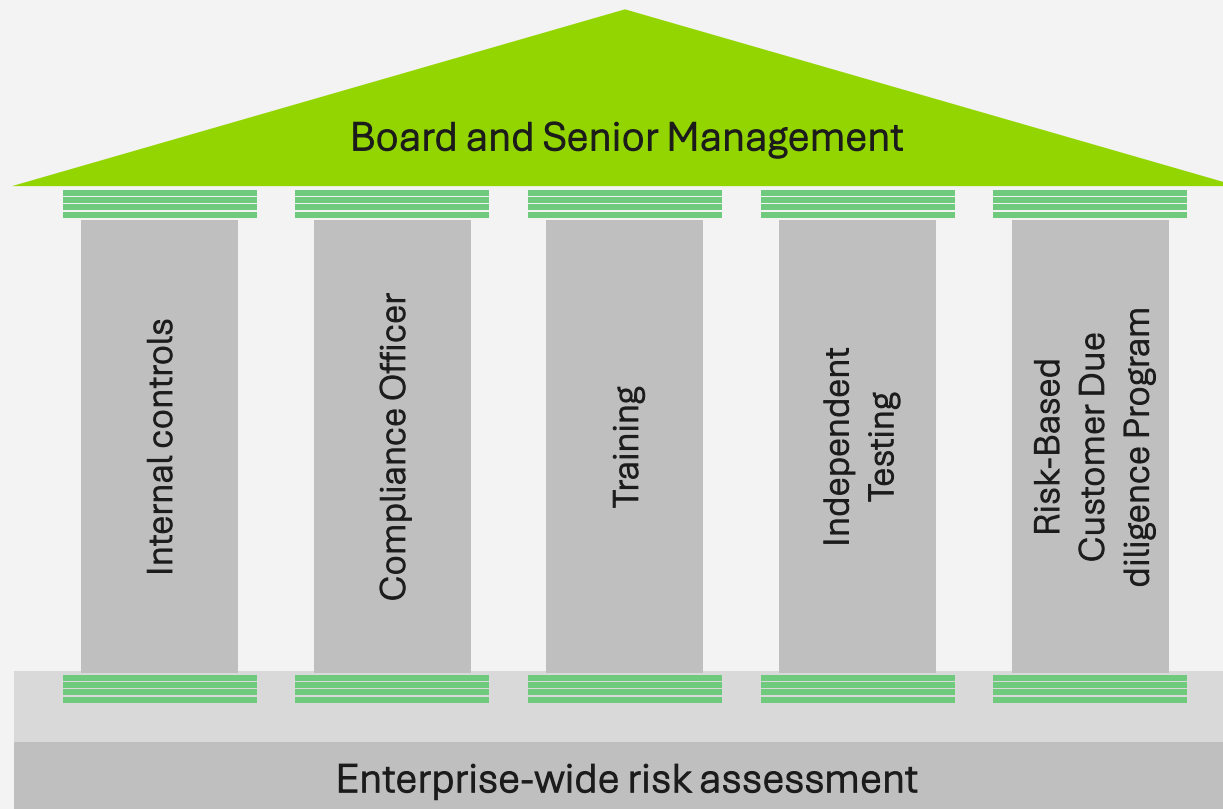 Board and Senior Management
Internal controls
Compliance Officer
Training
Independent
Testing
Risk-Based
Customer Due
diligence Program
Enterprise-wide risk assessment